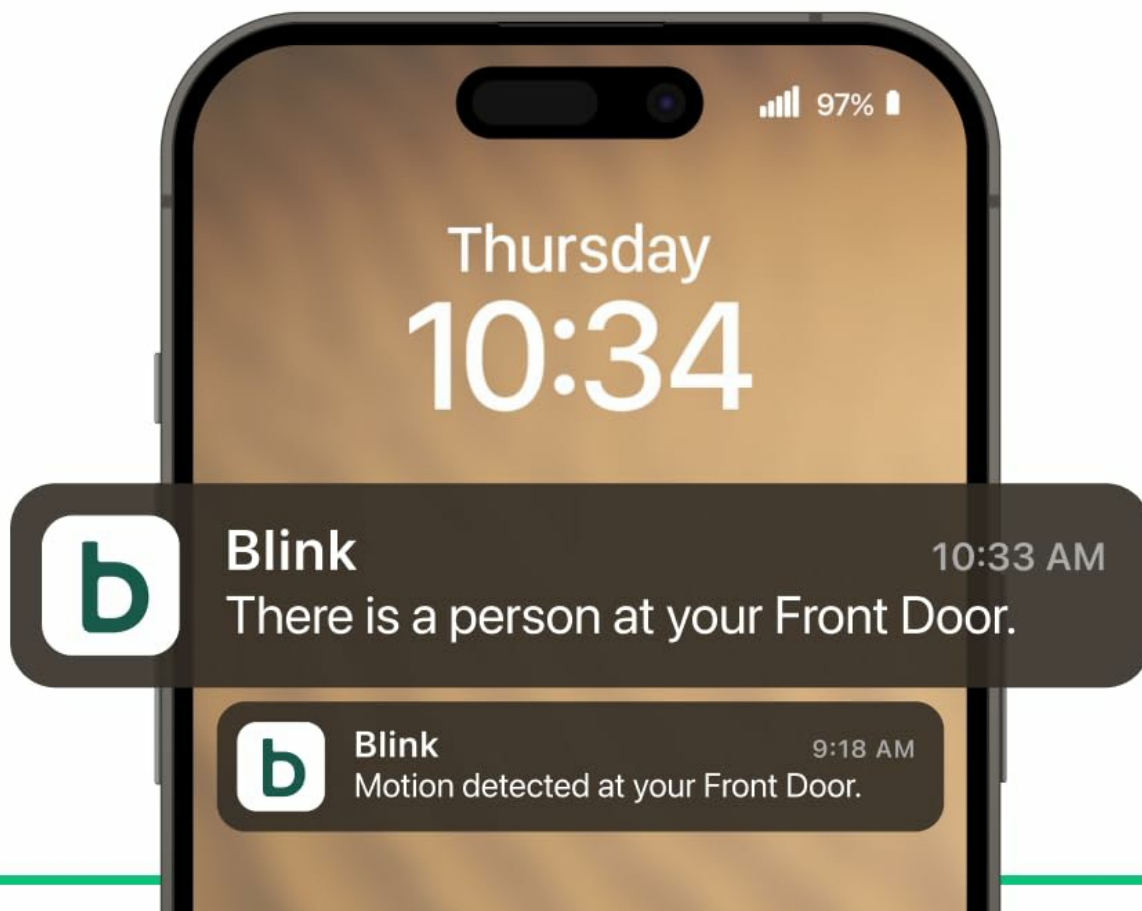 97%
Thursday
10:34
b
Blink
10:33 AM
There is a person at your Front Door.
b
Blink
9:18 AM
Motion detected at your Front Door.